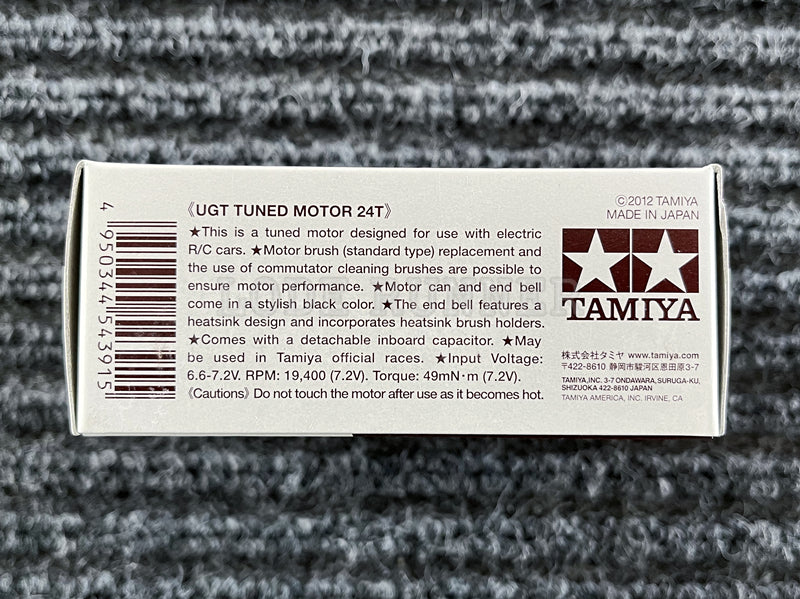 4 950344 543915
《UGT TUNED MOTOR 24T》
★This is a tuned motor designed for use with electric
R/C cars. ★Motor brush (standard type) replacement and
the use of commutator cleaning brushes are possible to
ensure motor performance. ★Motor can and end bell
come in a stylish black color. ★The end bell features a
heatsink design and incorporates heatsink brush holders.
★Comes with a detachable inboard capacitor. ★May
be used in Tamiya official races. ★Input Voltage:
6.6-7.2V. RPM: 19,400 (7.2V). Torque: 49mN·m (7.2V).
《Cautions》 Do not touch the motor after use as it becomes hot.
©2012 TAMIYA
MADE IN JAPAN
TAMIYA
株式会社タミヤ www.tamiya.com
〒422-8610 静岡市駿河区恩田原3-7
TAMIYA,INC. 3-7 ONDAWARA, SURUGA-KU,
SHIZUOKA 422-8610 JAPAN
TAMIYA AMERICA, INC. IRVINE, CA